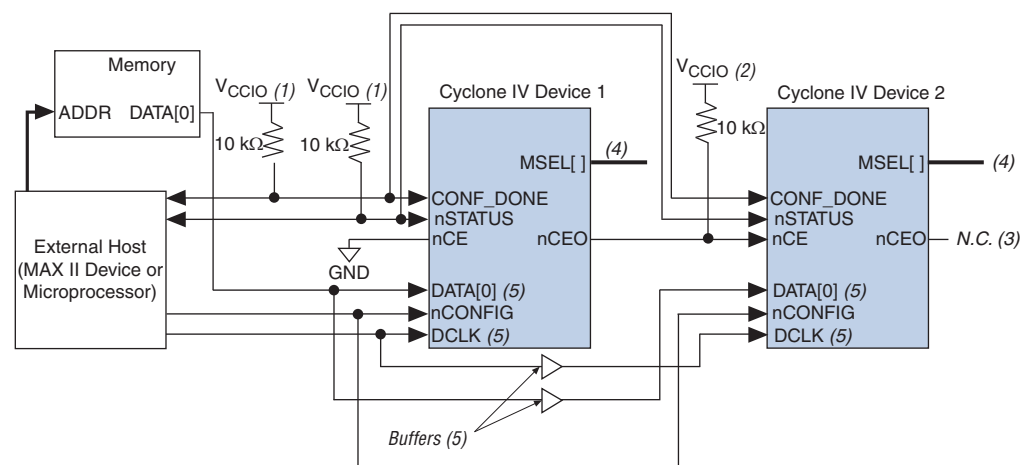 Memory
ADDR DATA[0]
VCCIO (1)
10 kΩ
VCCIO (1)
10 kΩ
Cyclone IV Device 1
MSEL[ ]
(4)
CONF_DONE
nSTATUS
nCE
nCEO
DATA[0] (5)
nCONFIG
DCLK (5)
GND
External Host
(MAX II Device or
Microprocessor)
VCCIO (2)
10 kΩ
Cyclone IV Device 2
MSEL[ ]
(4)
CONF_DONE
nSTATUS
nCE
nCEO
N.C. (3)
DATA[0] (5)
nCONFIG
DCLK (5)
Buffers (5)